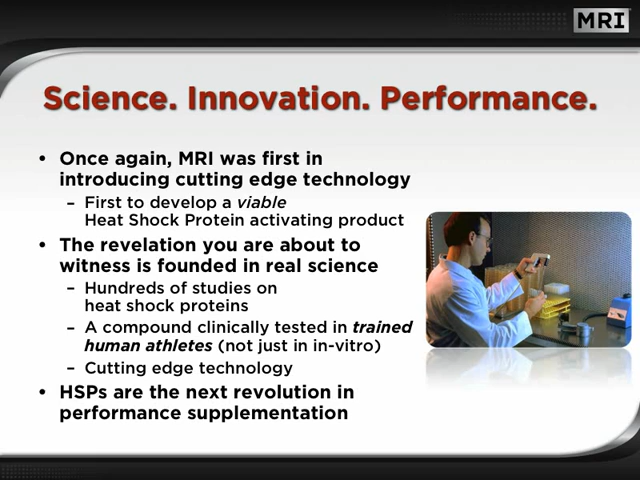 MRI
Science. Innovation. Performance.
• Once again, MRI was first in
introducing cutting edge technology
– First to develop a viable
Heat Shock Protein activating product
• The revelation you are about to
witness is founded in real science
– Hundreds of studies on
heat shock proteins
– A compound clinically tested in trained
human athletes (not just in in-vitro)
– Cutting edge technology
• HSPs are the next revolution in
performance supplementation